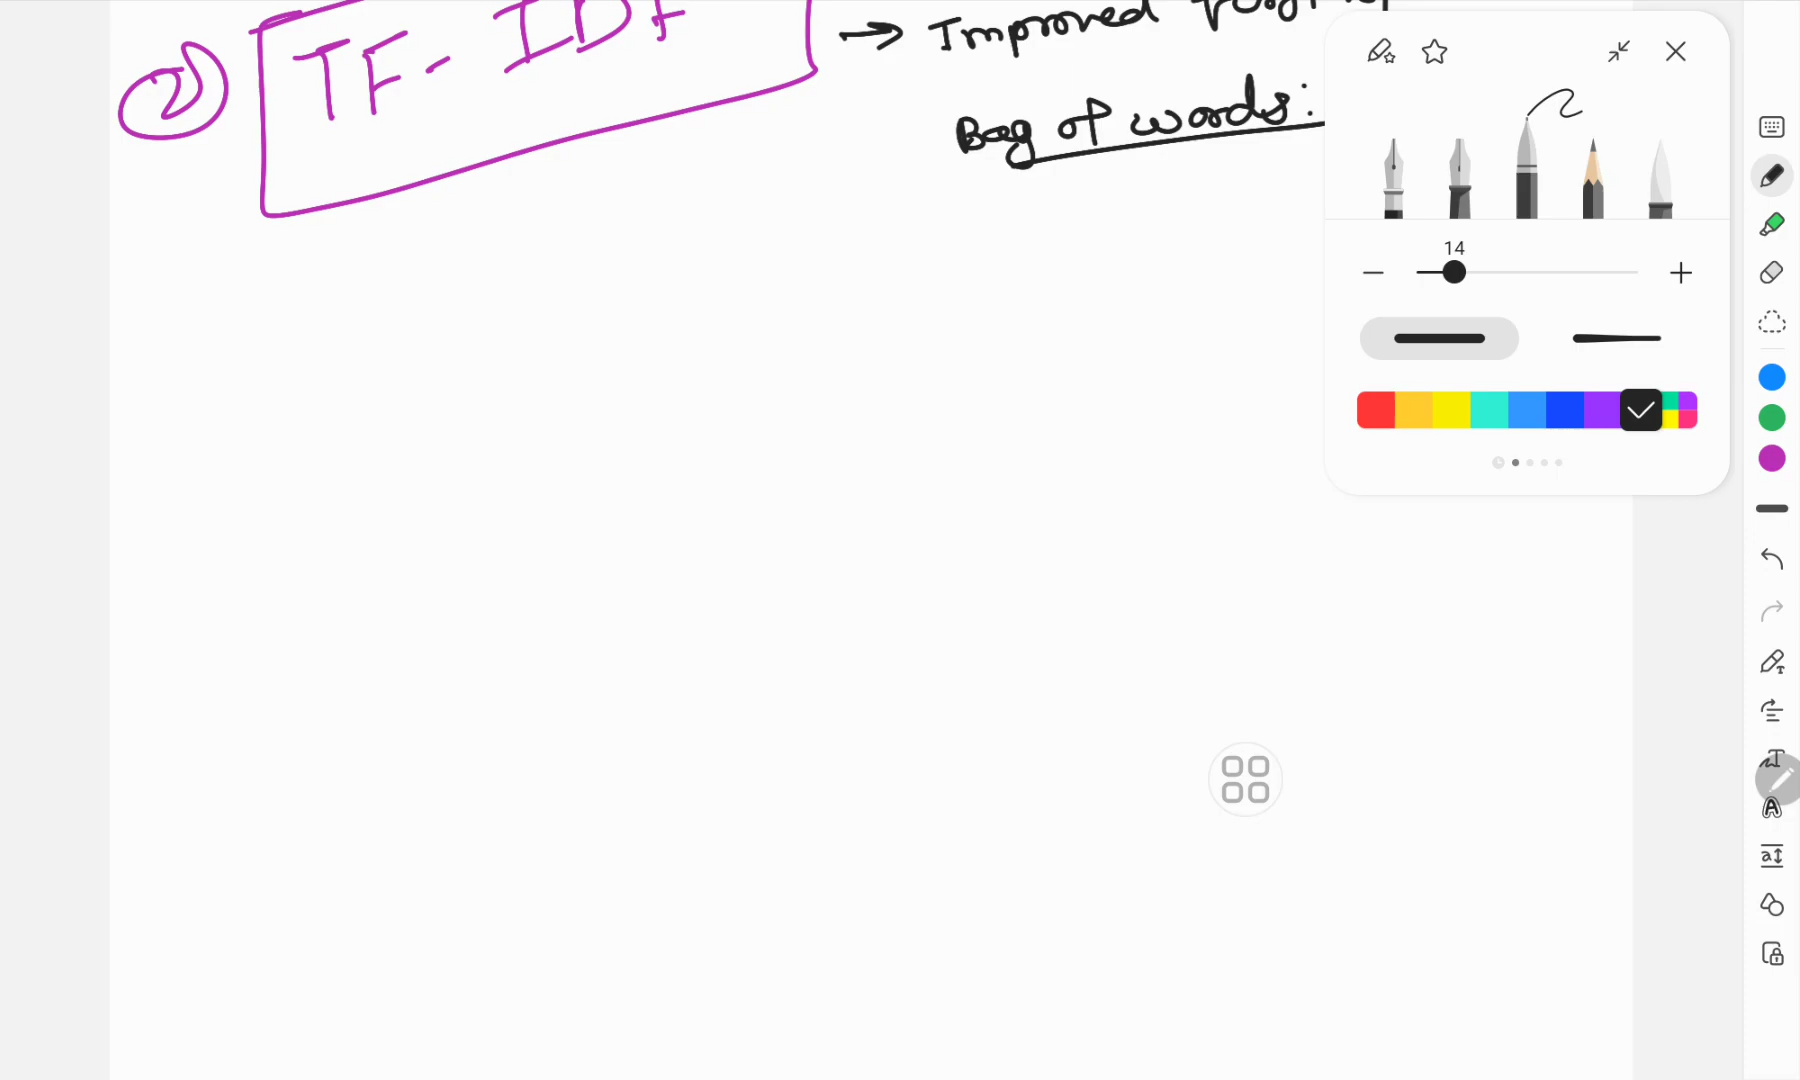 ② TF-IDF → Improved
Bag of words:
14